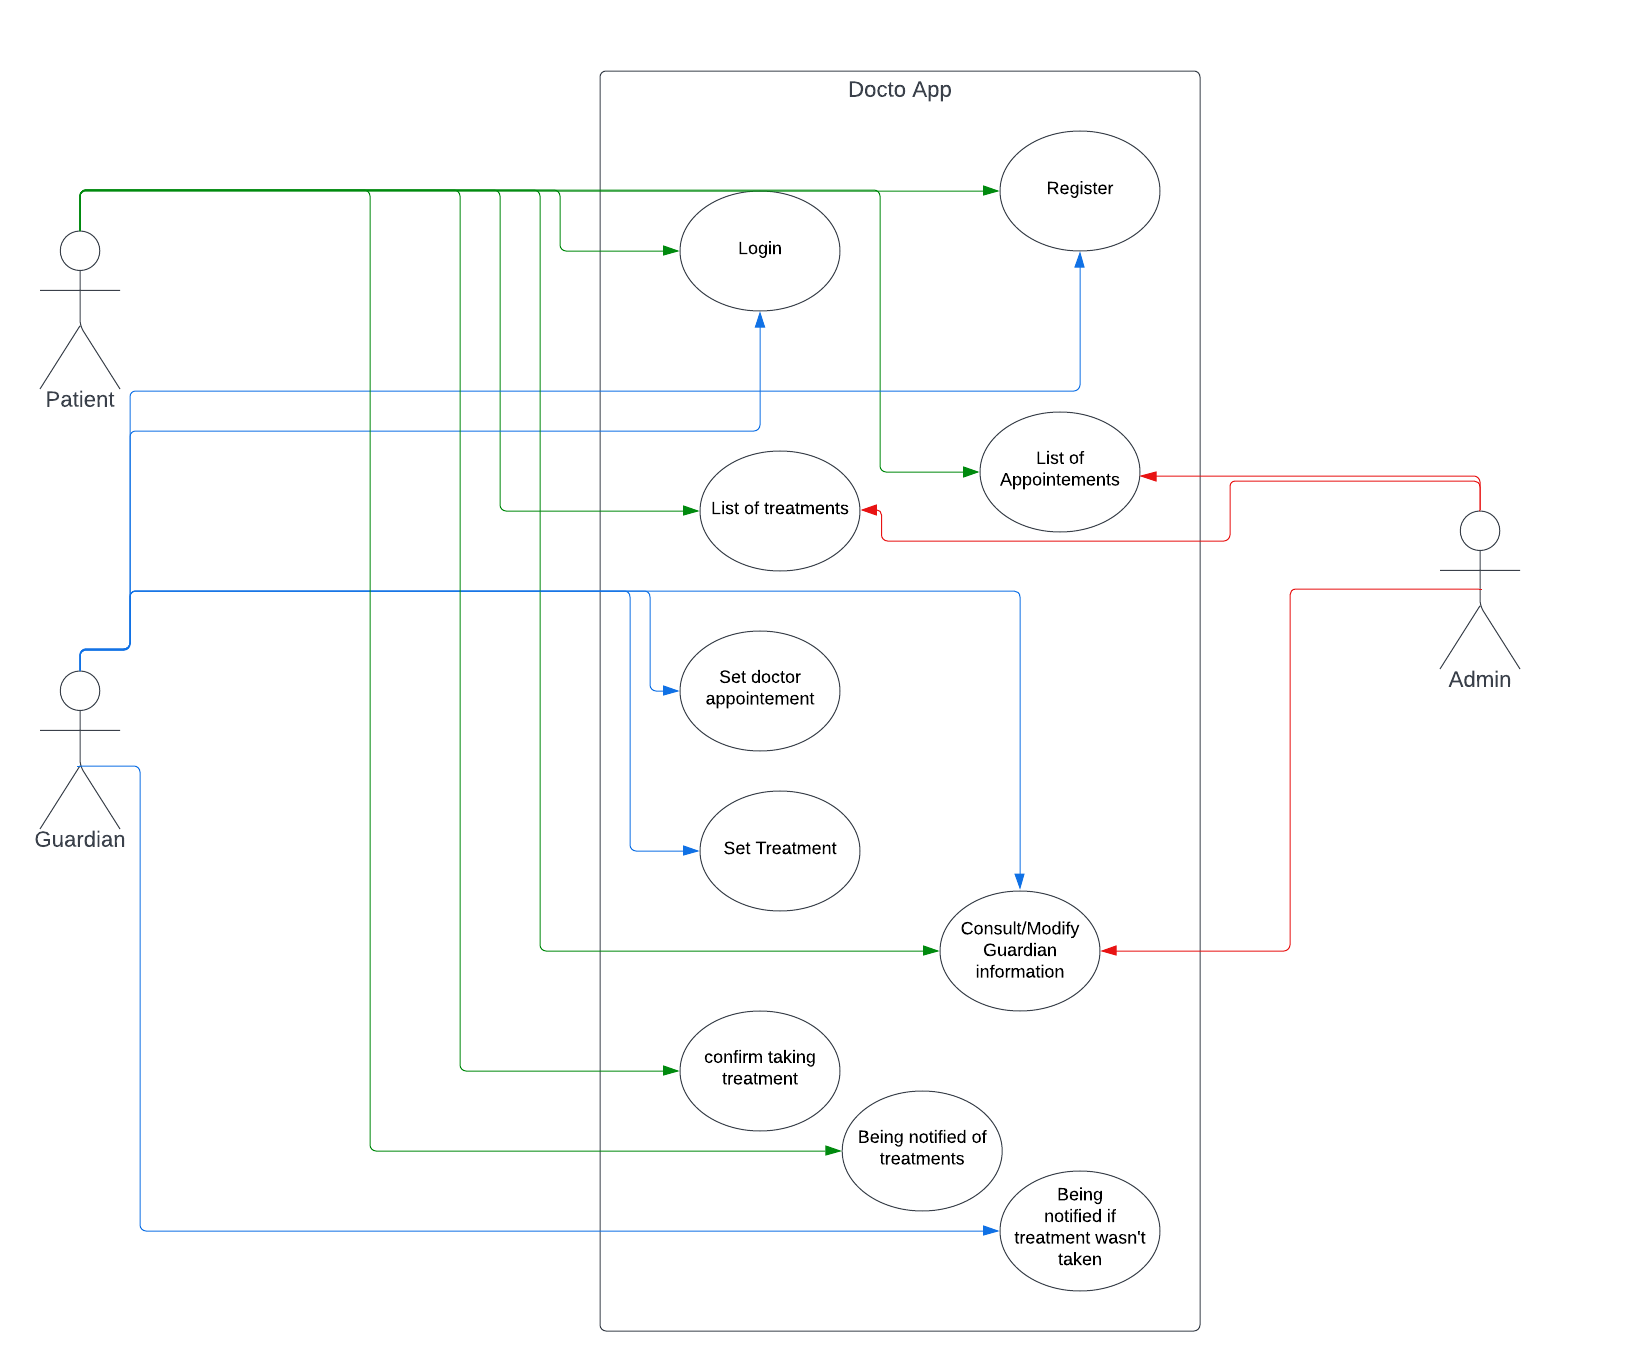 Docto App
Register
Login
Patient
List of
Appointements
List of treatments
Set doctor
appointement
Admin
Guardian
Set Treatment
Consult/Modify
Guardian
information
confirm taking
treatment
Being notified of
treatments
Being
notified if
treatment wasn't
taken